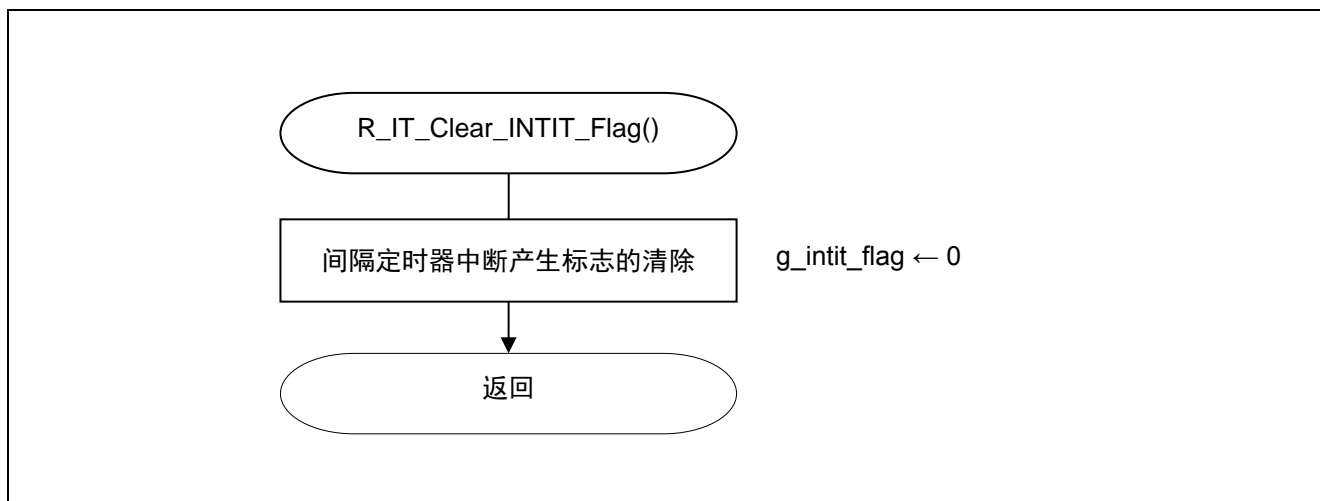 R_IT_Clear_INTIT_Flag()
间隔定时器中断产生标志的清除
g_intit_flag ← 0
返回